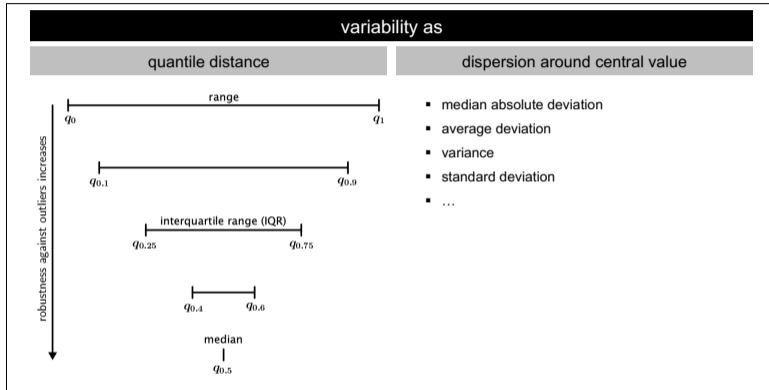 variability as
quantile distance
range
q0 q1
q0.1 q0.9
interquartile range (IQR)
q0.25 q0.75
q0.4 q0.6
median
q0.5
robustness against outliers increases
dispersion around central value
▪ median absolute deviation
▪ average deviation
▪ variance
▪ standard deviation
▪ …